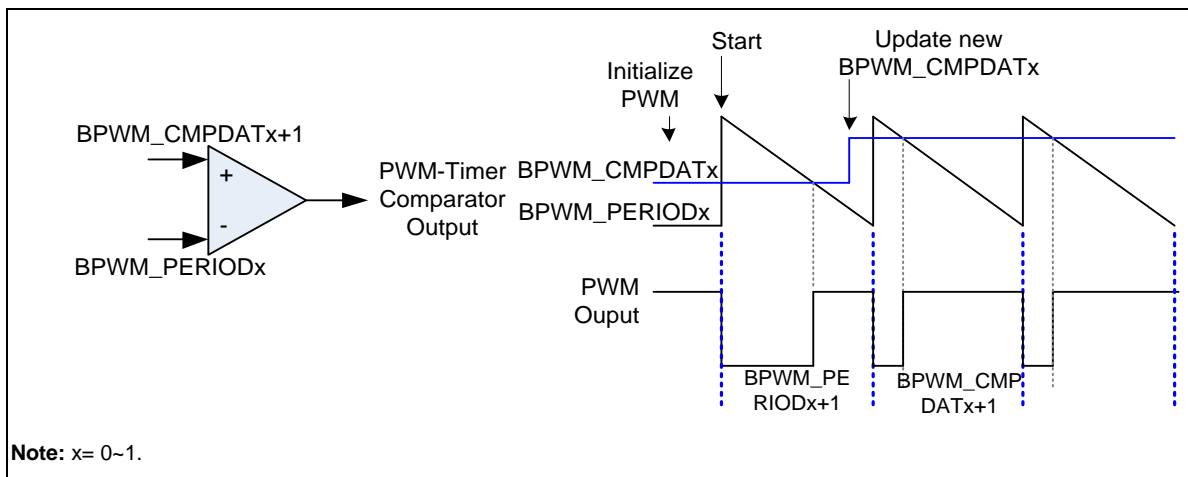 Start
Update new
BPWM_CMPDATx
Initialize
PWM
BPWM_CMPDATx+1
+
-
BPWM_PERIODx
PWM-Timer
Comparator
Output
BPWM_CMPDATx
BPWM_PERIODx
PWM
Ouput
BPWM_PE
RIODx+1
BPWM_CMP
DATx+1
Note: x= 0~1.